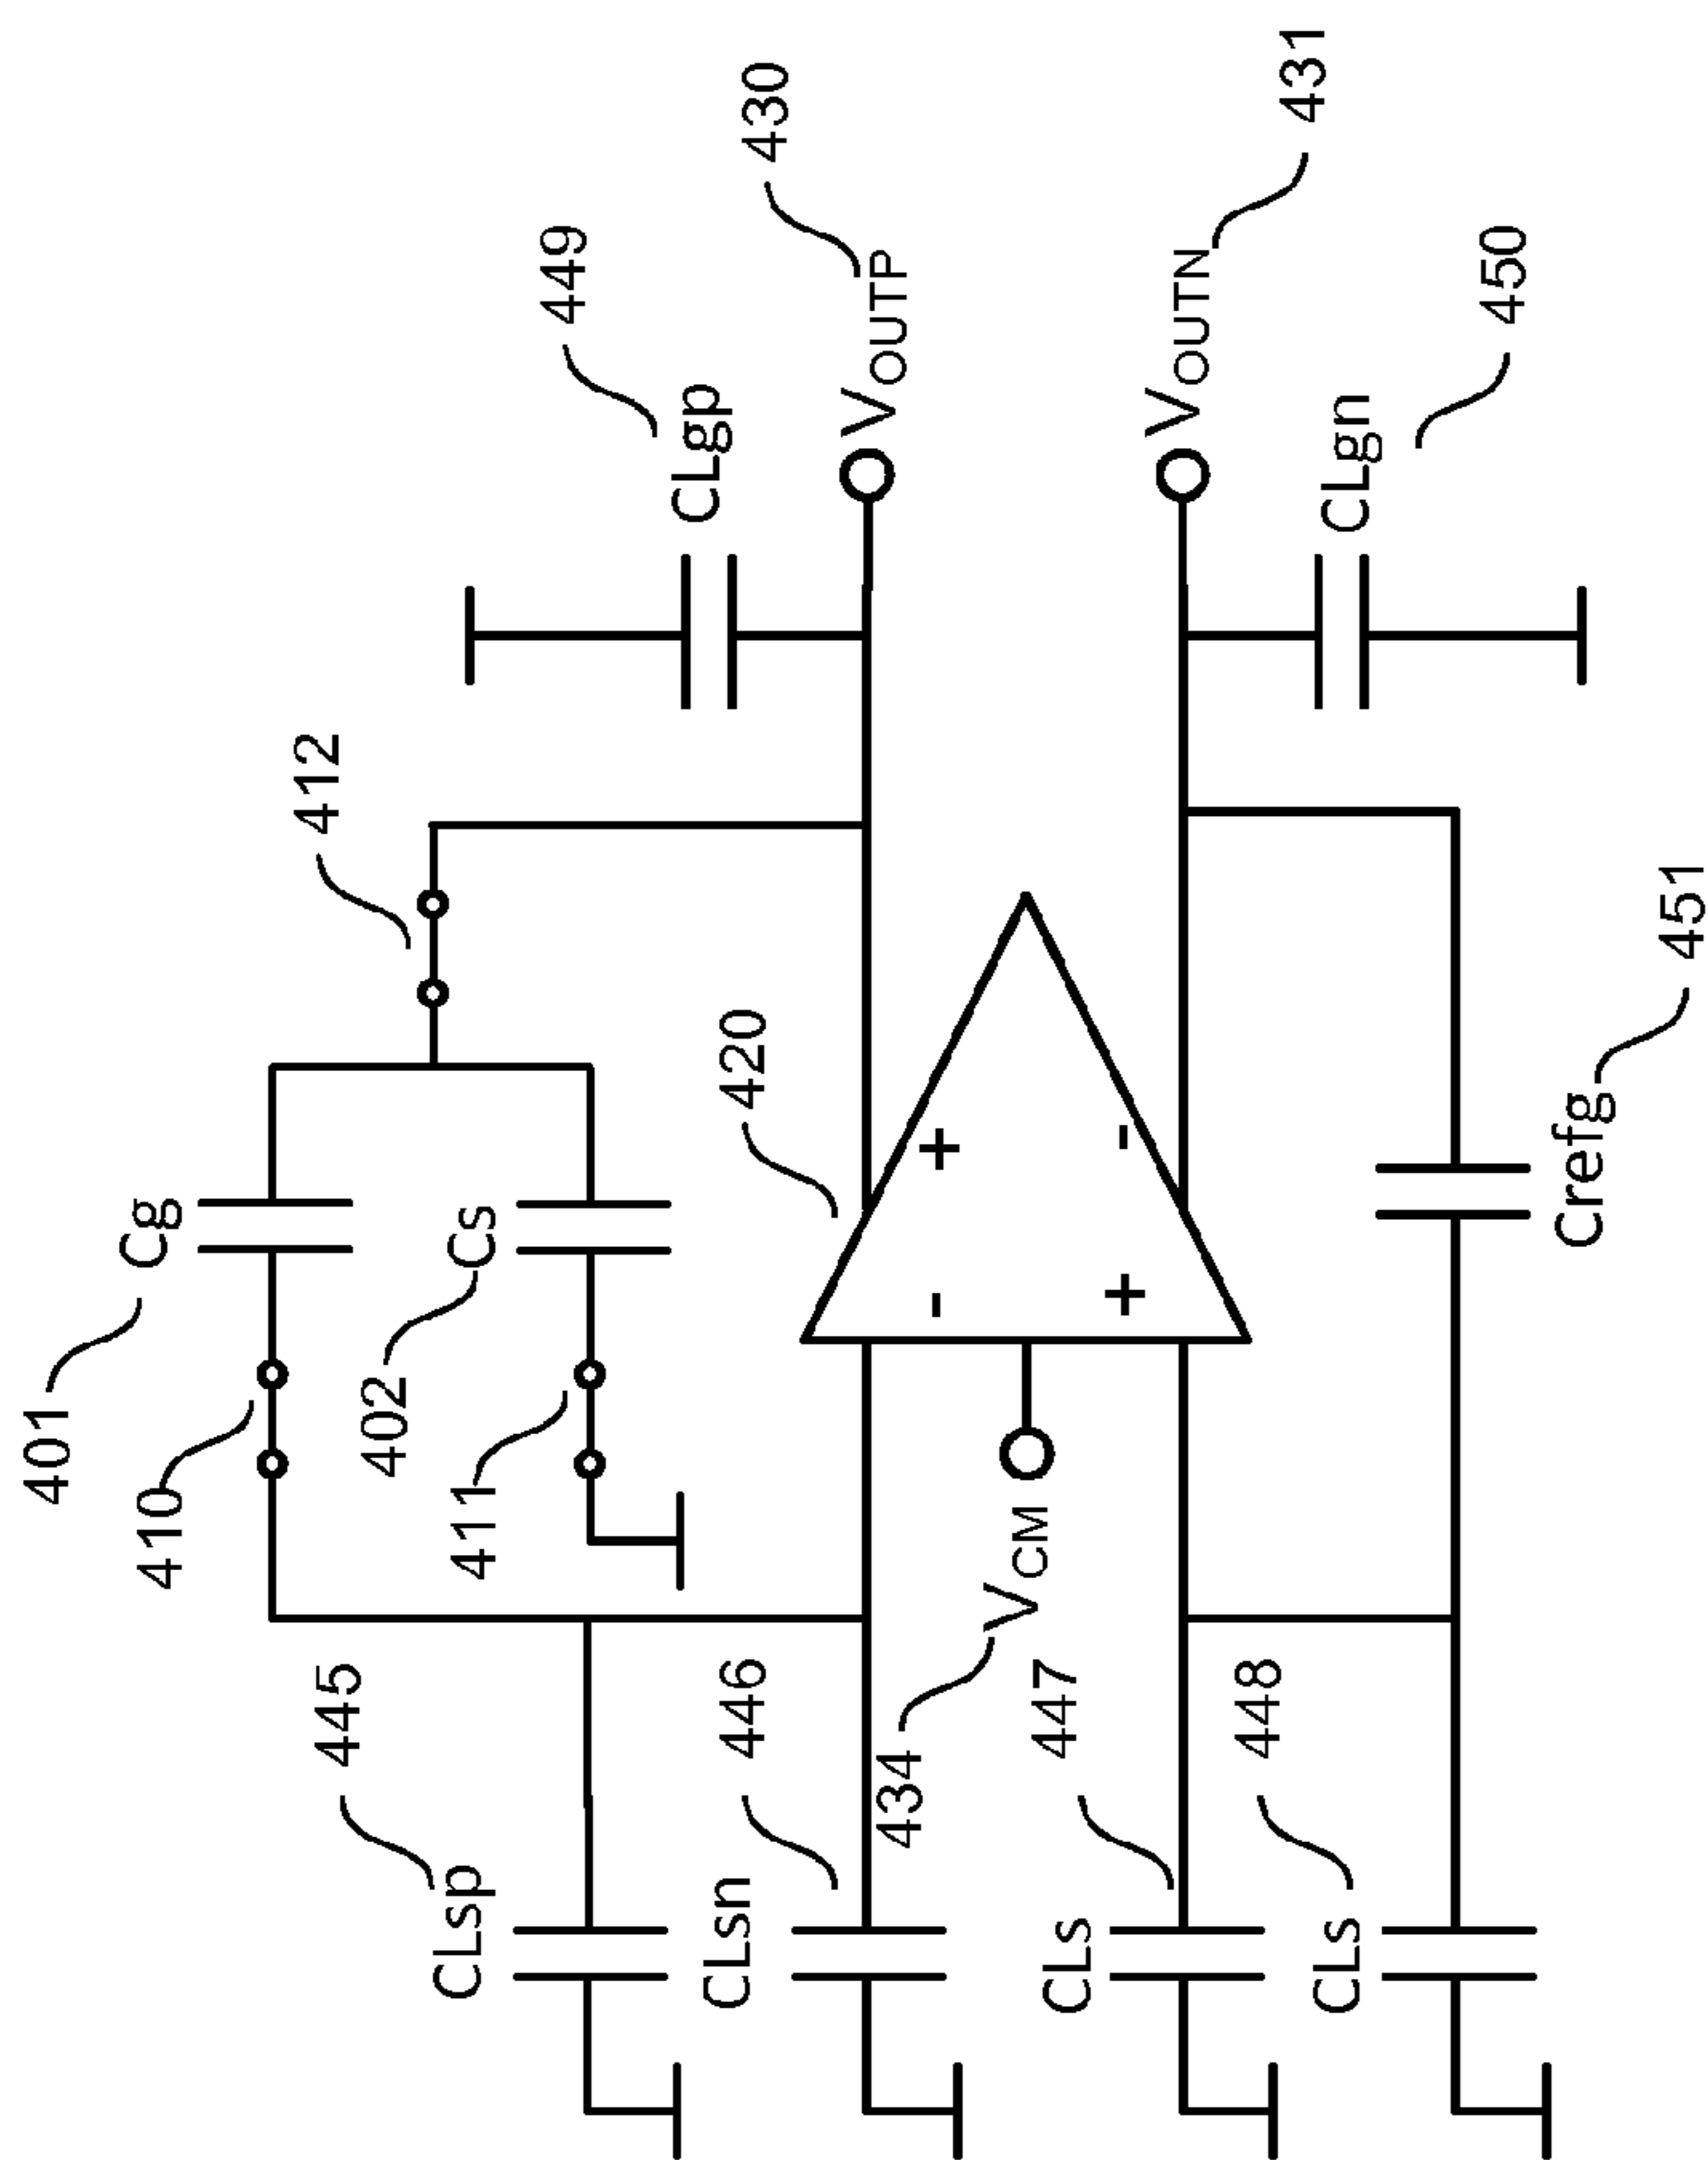 401
Cg
410
412
402
Cs
411
445
CLsp
449
CLgp
446
CLsn
420
430
VOUTP
- +
434
VCM
+ -
431
VOUTN
447
CLs
448
CLs
CLgn
450
Crefg
451